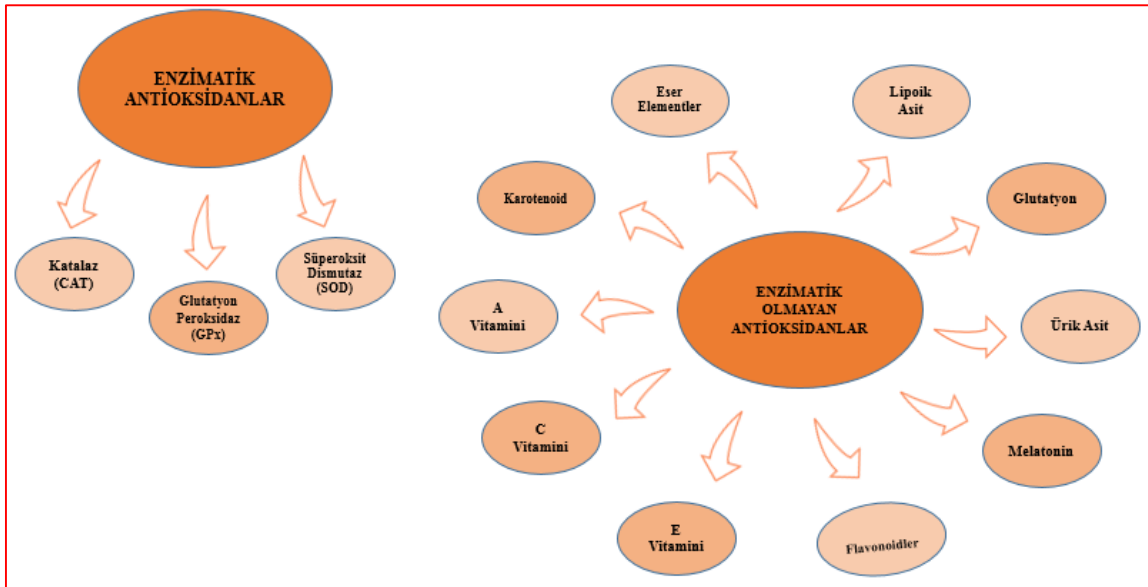 ENZİMATİK
ANTİOKSİDANLAR
Katalaz
(CAT)
Glutatyon
Peroksidaz
(GPx)
Süperoksit
Dismutaz
(SOD)
ENZİMATİK
OLMAYAN
ANTİOKSİDANLAR
Eser
Elementler
Lipoik
Asit
Karotenoid
Glutatyon
A
Vitamini
Ürik Asit
C
Vitamini
Melatonin
E
Vitamini
Flavonoidler